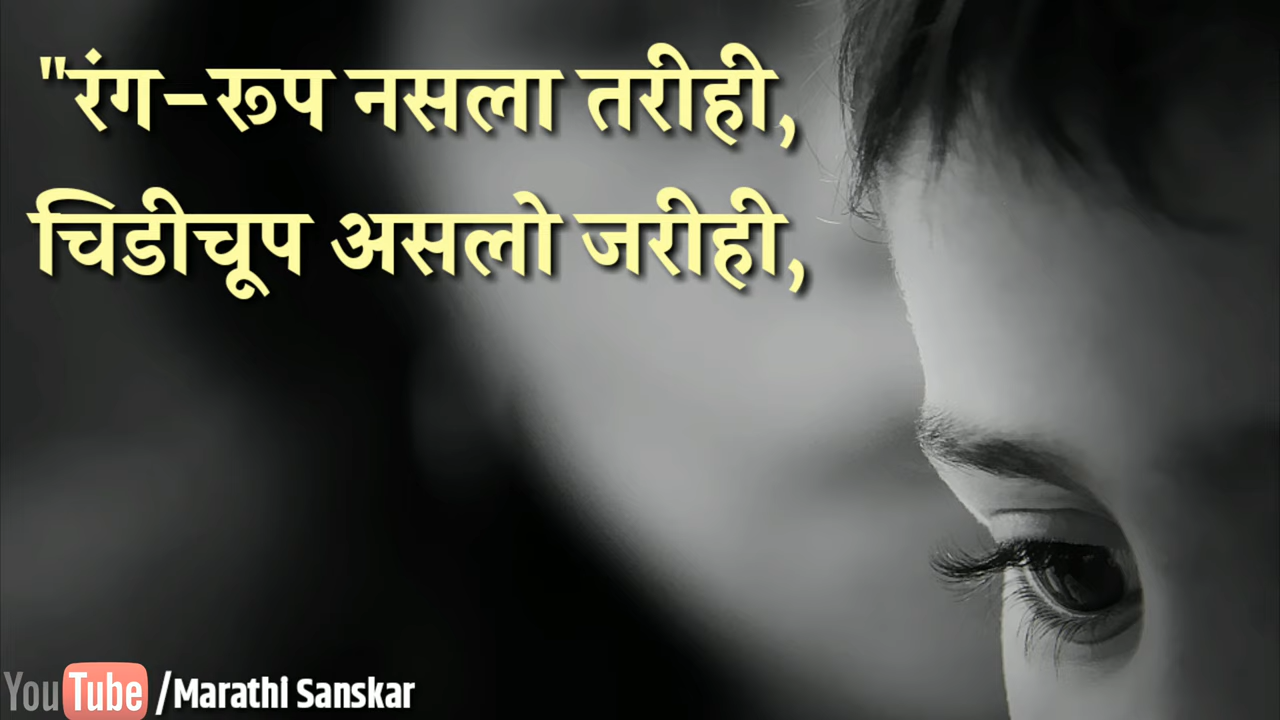 "रंग-रूप नसला तरीही,
चिडीचूप असलो जरीही,
YouTube /Marathi Sanskar